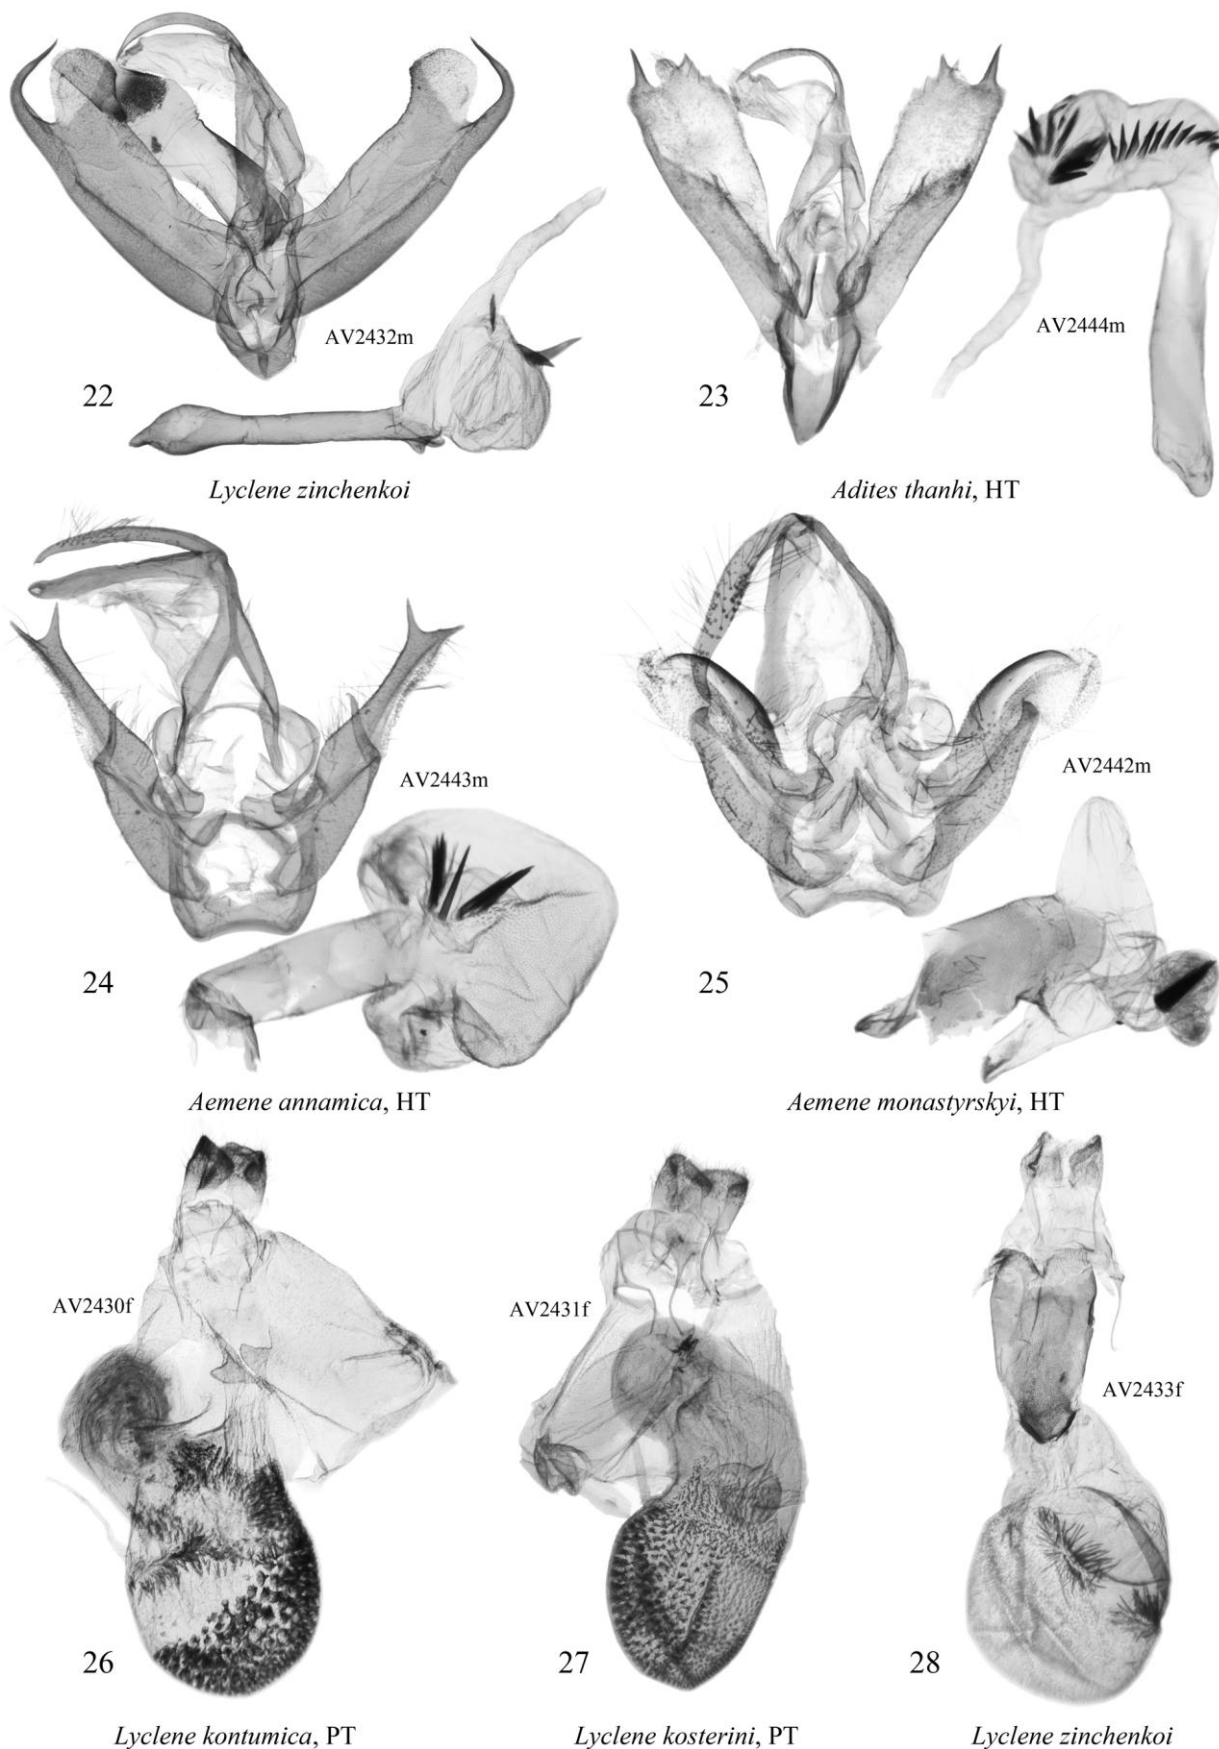 AV2432m
22
Lyclene zinchenkoi
AV2444m
23
Adites thanhi, HT
AV2443m
24
Aemene annamica, HT
AV2442m
25
Aemene monastyrskyi, HT
AV2430f
26
Lyclene kontumica, PT
AV2431f
27
Lyclene kosterini, PT
AV2433f
28
Lyclene zinchenkoi